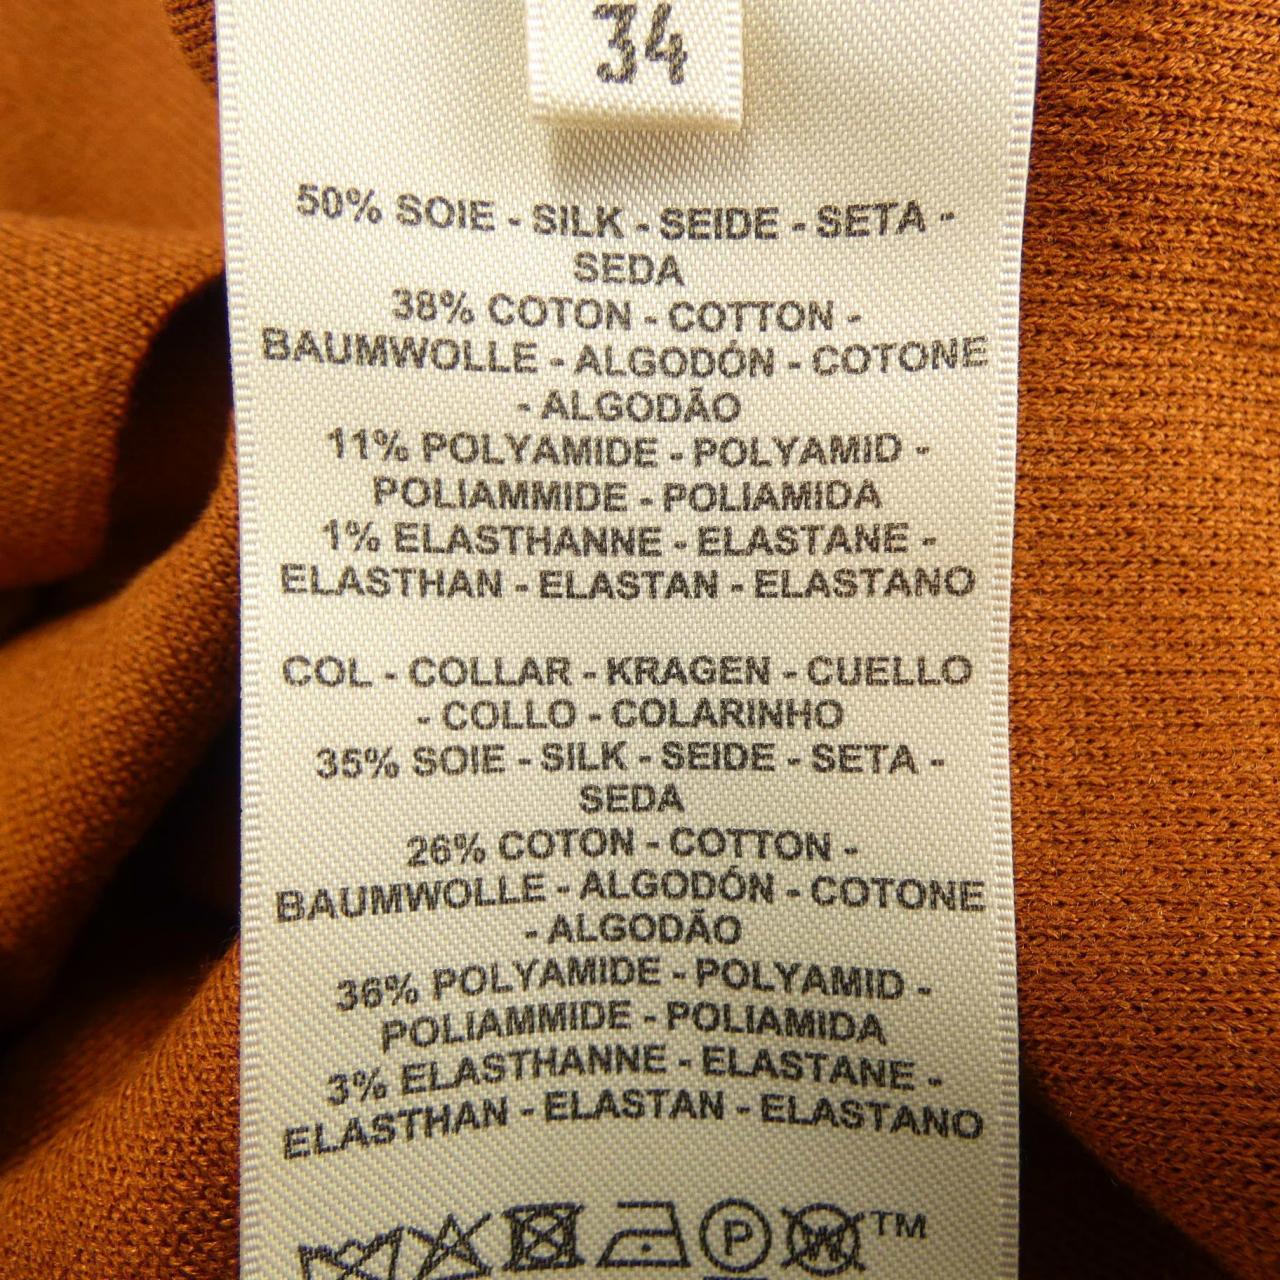 34
50% SOIE - SILK - SEIDE - SETA -
SEDA
38% COTON - COTTON -
BAUMWOLLE - ALGODÓN - COTONE
- ALGODÃO
11% POLYAMIDE - POLYAMID -
POLIAMMIDE - POLIAMIDA
1% ELASTHANNE - ELASTANE -
ELASTHAN - ELASTAN - ELASTANO
COL - COLLAR - KRAGEN - CUELLO
- COLLO - COLARINHO
35% SOIE - SILK - SEIDE - SETA -
SEDA
26% COTON - COTTON -
BAUMWOLLE - ALGODÓN - COTONE
- ALGODÃO
36% POLYAMIDE - POLYAMID -
POLIAMMIDE - POLIAMIDA
3% ELASTHANNE - ELASTANE -
ELASTHAN - ELASTAN - ELASTANO
P W TM